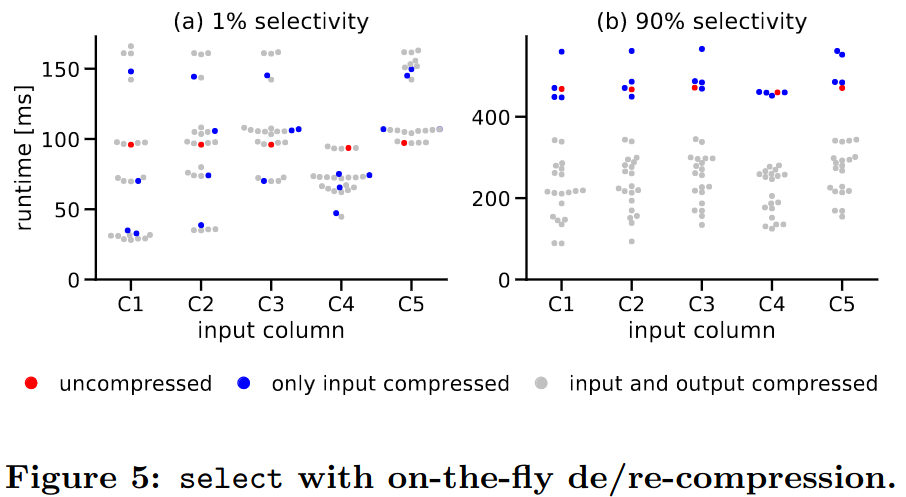 (a) 1% selectivity
(b) 90% selectivity
runtime [ms]
150
100
50
0
400
200
0
C1 C2 C3 C4 C5
C1 C2 C3 C4 C5
input column
input column
uncompressed only input compressed input and output compressed
Figure 5: select with on-the-fly de/re-compression.